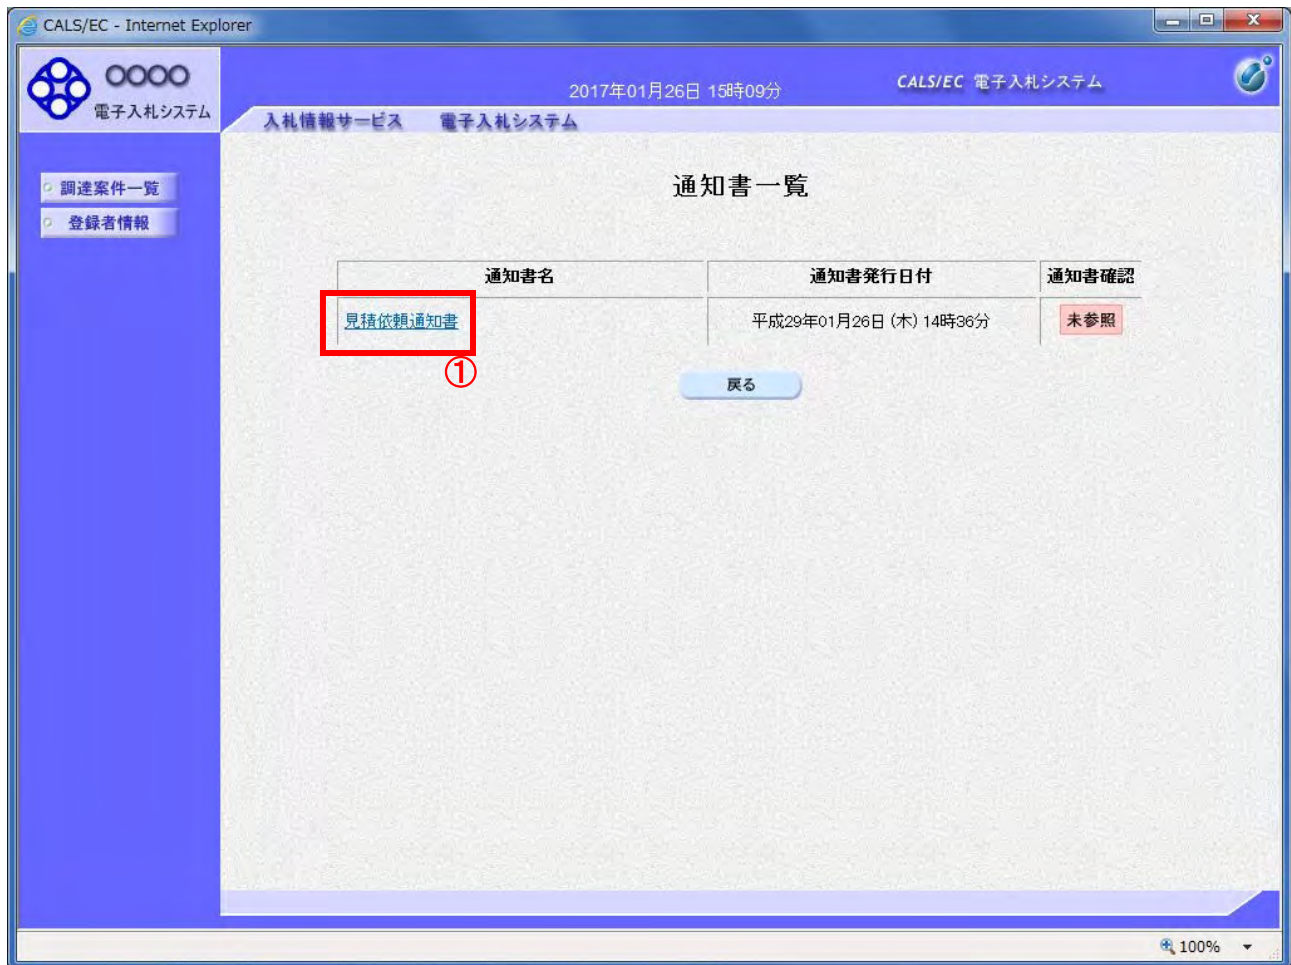 CALS/EC - Internet Explorer
〇〇〇〇
電子入札システム
2017年01月26日 15時09分
CALS/EC 電子入札システム
入札情報サービス 電子入札システム
調達案件一覧
登録者情報
通知書一覧
通知書名 通知書発行日付 通知書確認
見積依頼通知書 平成29年01月26日 (木) 14時36分 未参照
①
戻る
100%